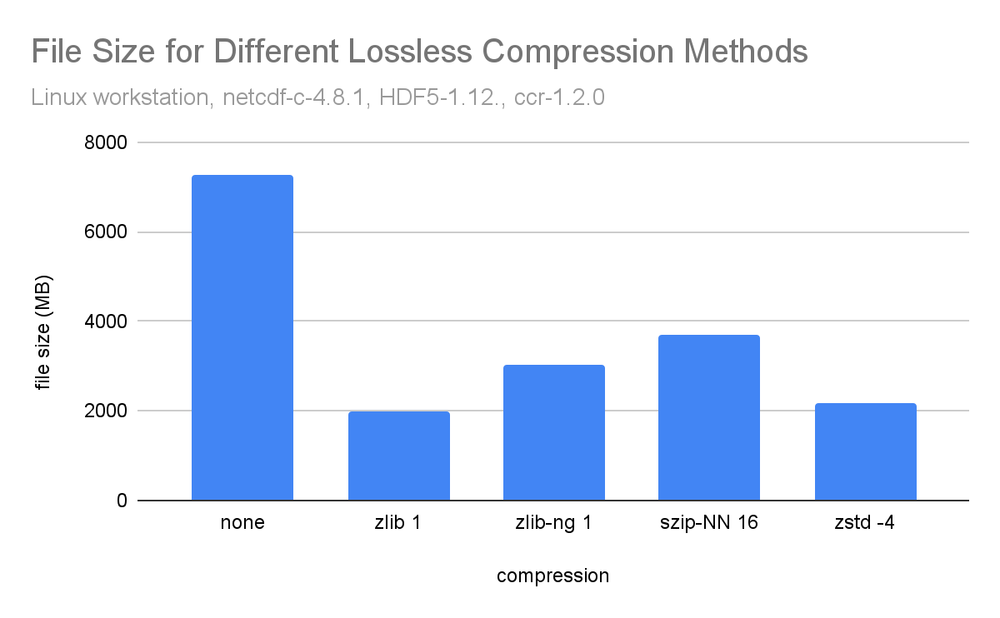 File Size for Different Lossless Compression Methods
Linux workstation, netcdf-c-4.8.1, HDF5-1.12., ccr-1.2.0
8000
6000
4000
2000
0
file size (MB)
none zlib 1 zlib-ng 1 szip-NN 16 zstd -4
compression